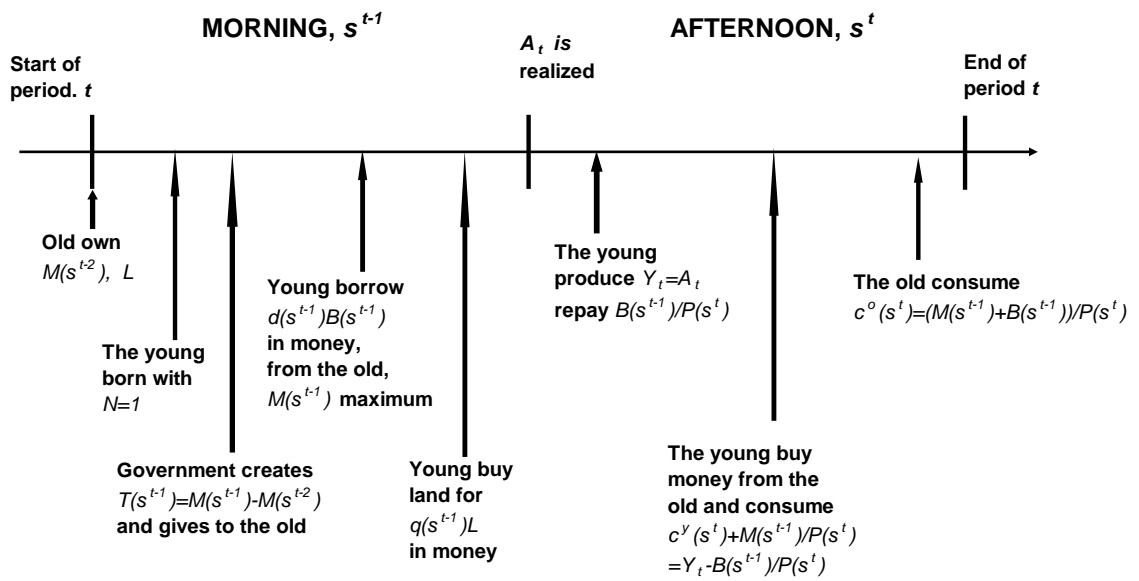 MORNING, s^{t-1}
A_t is
realized
AFTERNOON, s^t
Start of
period. t
End of
period t
Old own
M(s^{t-2}), L
The young
born with
N=1
Government creates
T(s^{t-1})=M(s^{t-1})-M(s^{t-2})
and gives to the old
Young borrow
d(s^{t-1})B(s^{t-1})
in money,
from the old,
M(s^{t-1}) maximum
Young buy
land for
q(s^{t-1})L
in money
The young
produce Y_t=A_t
repay B(s^{t-1})/P(s^t)
The young buy
money from the
old and consume
c^y(s^t)+M(s^{t-1})/P(s^t)
=Y_t-B(s^{t-1})/P(s^t)
The old consume
c^o(s^t)=(M(s^{t-1})+B(s^{t-1}))/P(s^t)